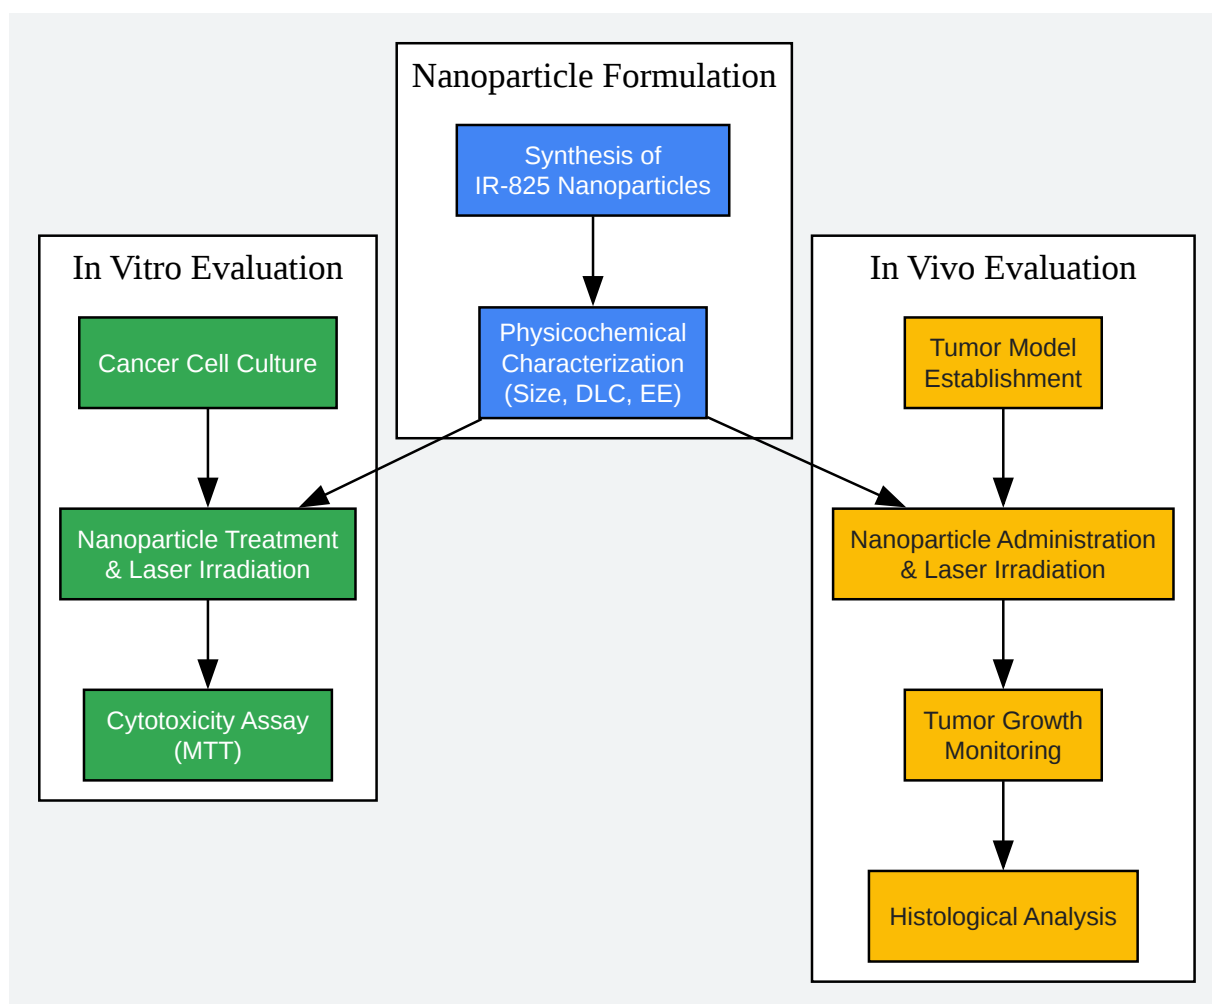 Nanoparticle Formulation
Synthesis of
IR-825 Nanoparticles
Physicochemical
Characterization
(Size, DLC, EE)
In Vitro Evaluation
Cancer Cell Culture
Nanoparticle Treatment
& Laser Irradiation
Cytotoxicity Assay
(MTT)
In Vivo Evaluation
Tumor Model
Establishment
Nanoparticle Administration
& Laser Irradiation
Tumor Growth
Monitoring
Histological Analysis